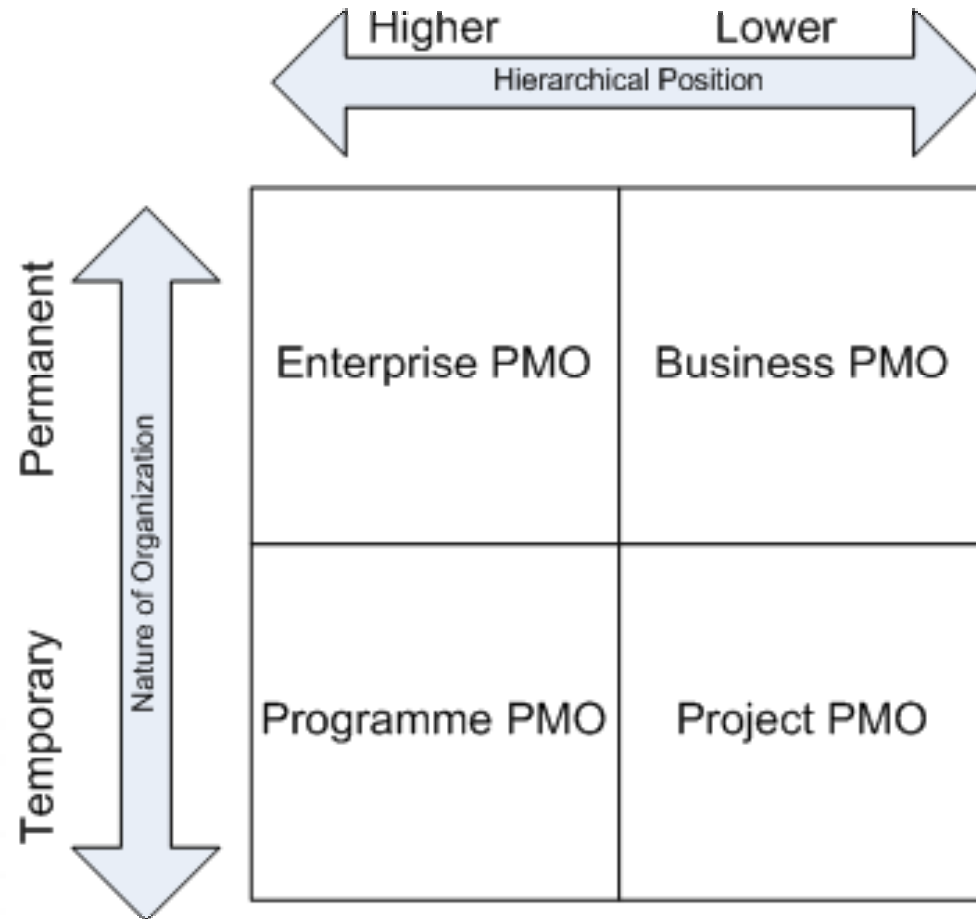 Higher Lower
Hierarchical Position
Permanent
Enterprise PMO Business PMO
Nature of Organization
Temporary
Programme PMO Project PMO